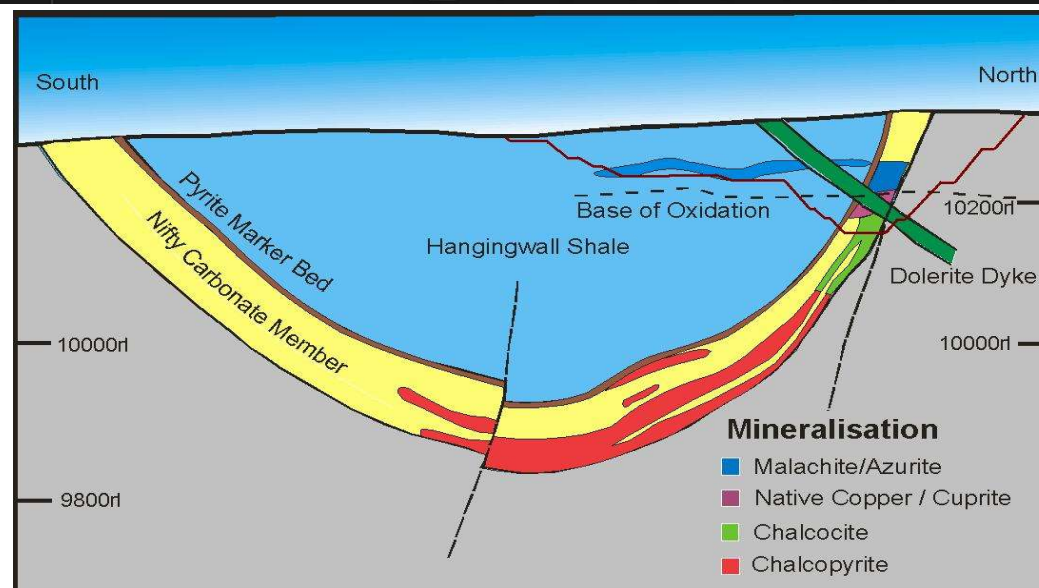 South
North
Pyrite Marker Bed
Nifty Carbonate Member
Hangingwall Shale
Base of Oxidation
10200rl
Dolerite Dyke
10000rl
10000rl
9800rl
Mineralisation
Malachite/Azurite
Native Copper / Cuprite
Chalcocite
Chalcopyrite